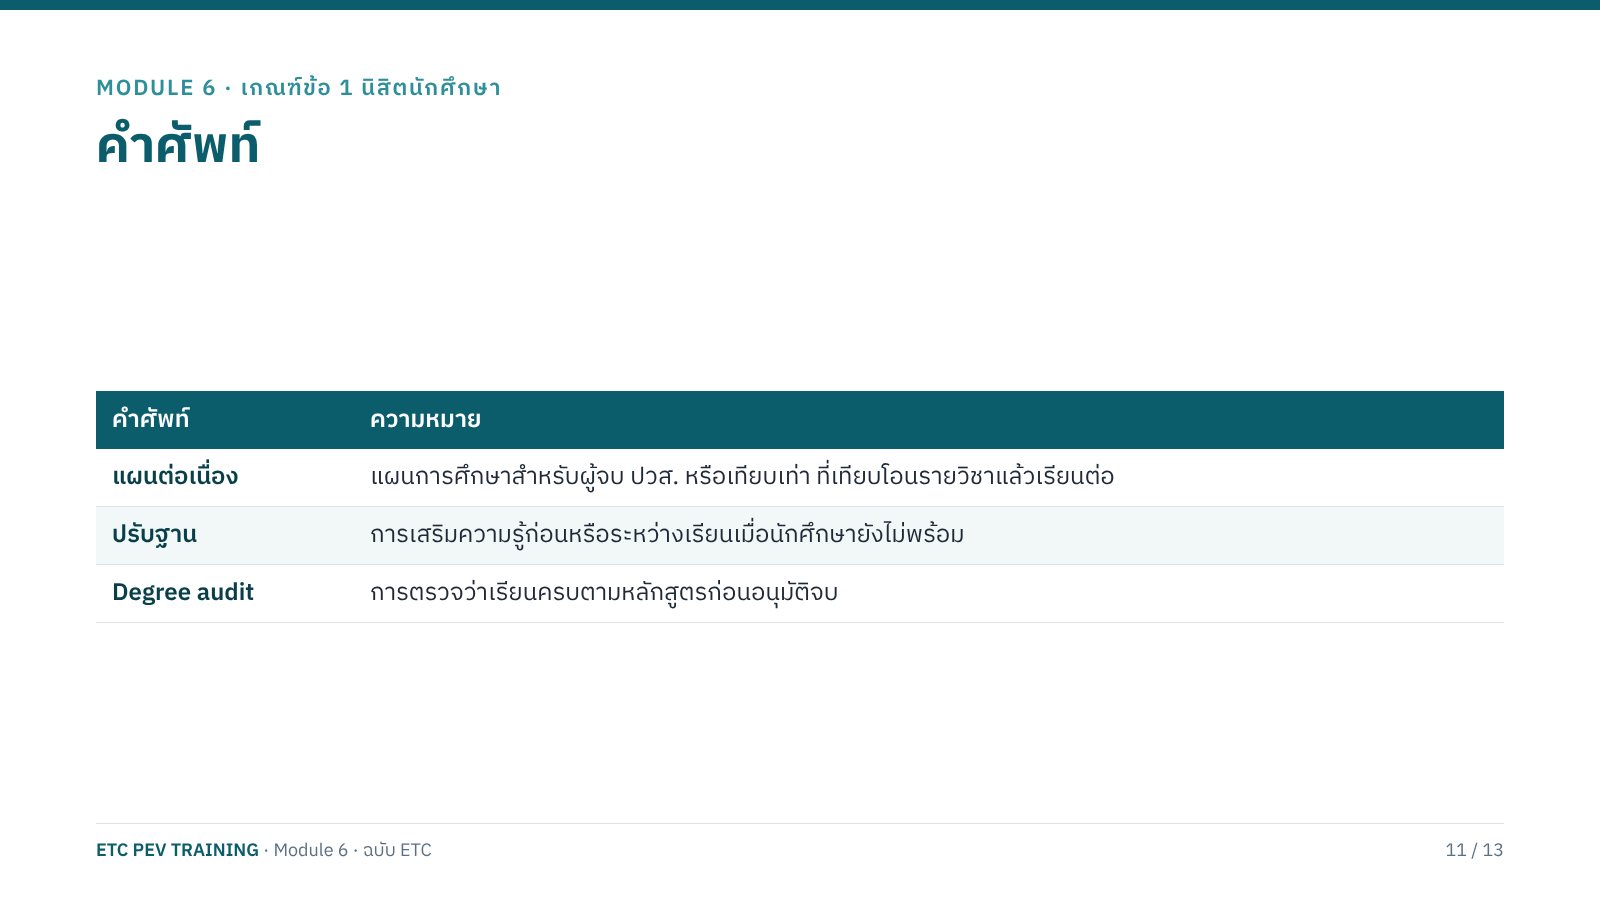 MODULE 6 · เกณฑ์ข้อ 1 นิสิตนักศึกษา
คำศัพท์
คำศัพท์ ความหมาย
แผนต่อเนื่อง แผนการศึกษาสำหรับผู้จบ ปวส. หรือเทียบเท่า ที่เทียบโอนรายวิชาแล้วเรียนต่อ
ปรับฐาน การเสริมความรู้ก่อนหรือระหว่างเรียนเมื่อนักศึกษายังไม่พร้อม
Degree audit การตรวจว่าเรียนครบตามหลักสูตรก่อนอนุมัติจบ
ETC PEV TRAINING · Module 6 · ฉบับ ETC 11 / 13